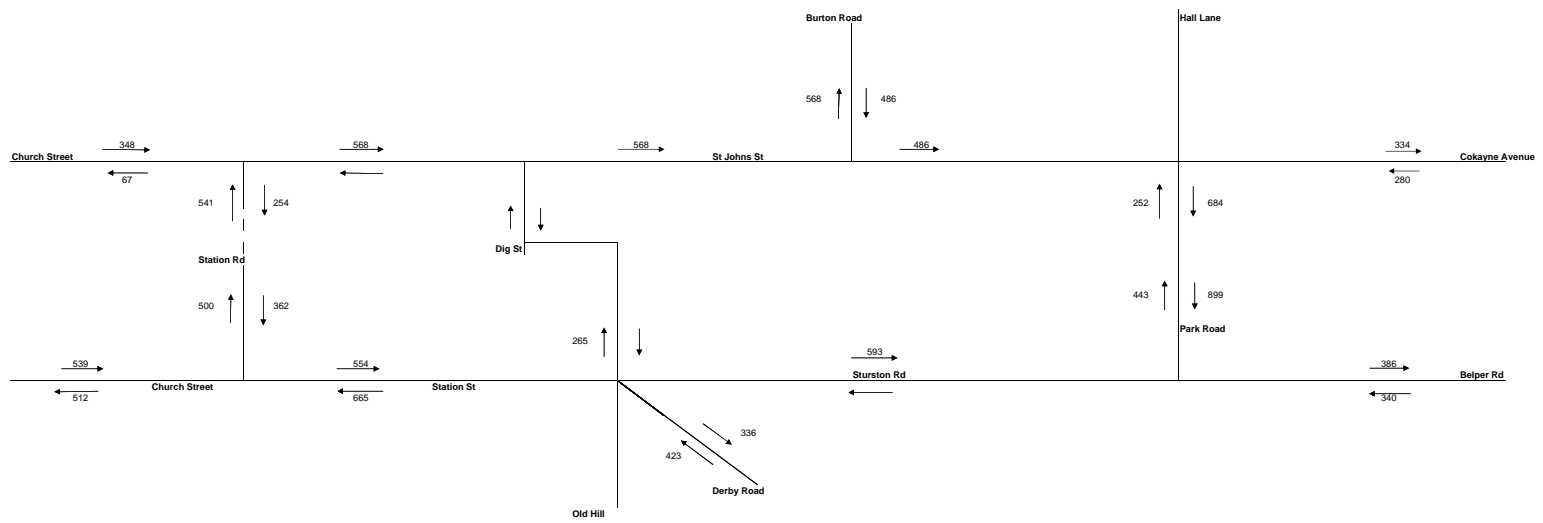 Burton Road
Hall Lane
568
486
348
568
568
486
334
Church Street
St Johns St
Cokayne Avenue
67
280
541
254
252
684
Dig St
Station Rd
500
362
443
899
Park Road
265
539
554
593
386
Church Street
Station St
Sturston Rd
Belper Rd
512
665
340
336
423
Derby Road
Old Hill